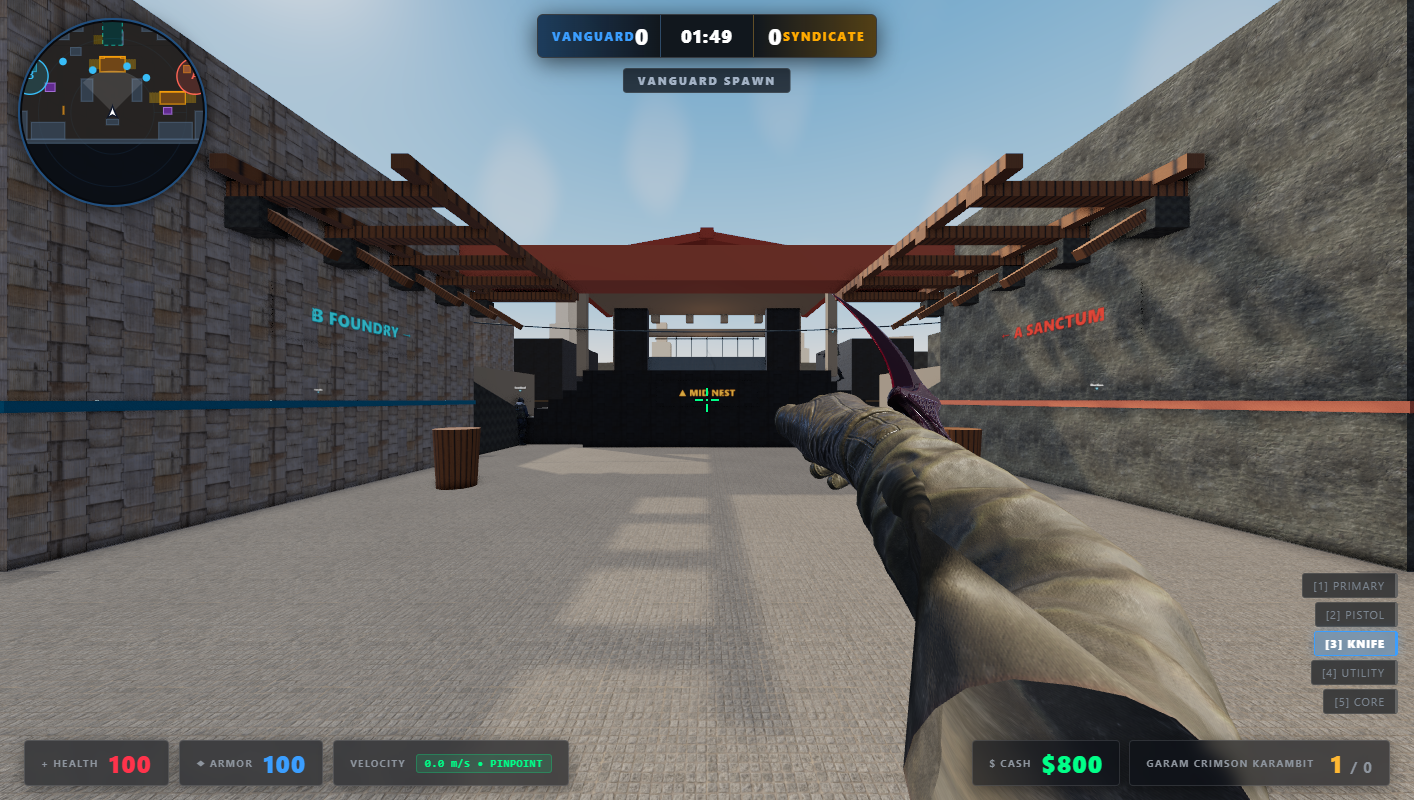 VANGUARD 0 01:49 0 SYNDICATE
VANGUARD SPAWN
B FOUNDRY
A SANCTUM
▲ MID NEST
[1] PRIMARY
[2] PISTOL
[3] KNIFE
[4] UTILITY
[5] CORE
+ HEALTH 100
◆ ARMOR 100
VELOCITY 0.0 m/s • PINPOINT
$ CASH $800
GARAM CRIMSON KARAMBIT 1 / 0